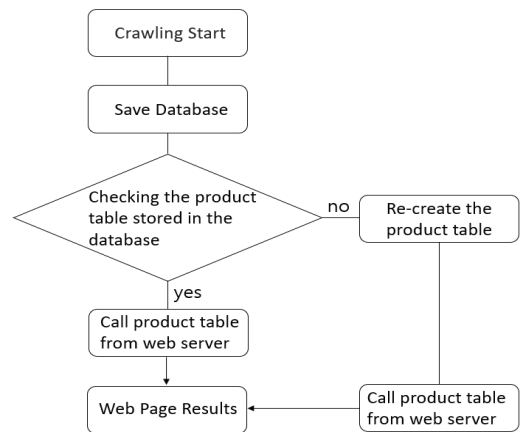 Crawling Start
Save Database
Checking the product
table stored in the
database
no
Re-create the
product table
yes
Call product table
from web server
Web Page Results
Call product table
from web server